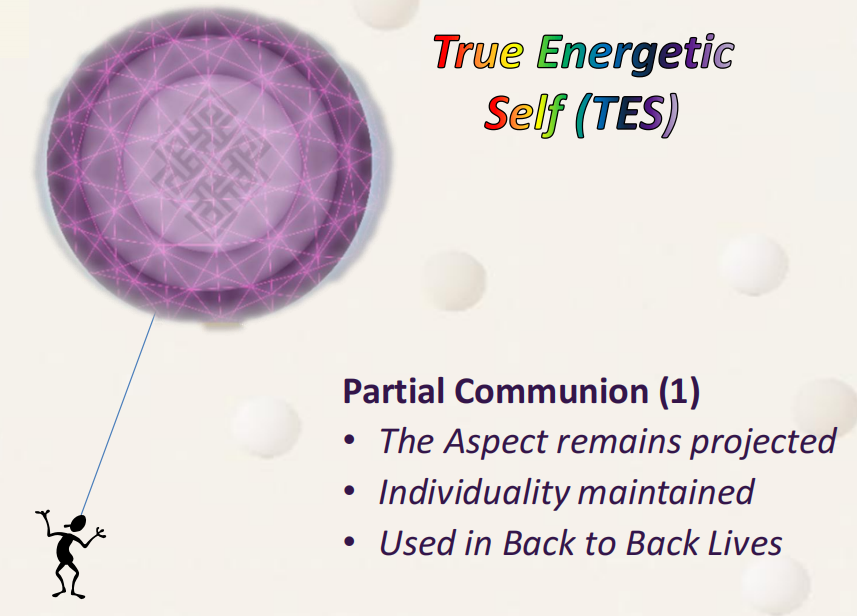 True Energetic
Self (TES)
Partial Communion (1)
• The Aspect remains projected
• Individuality maintained
• Used in Back to Back Lives